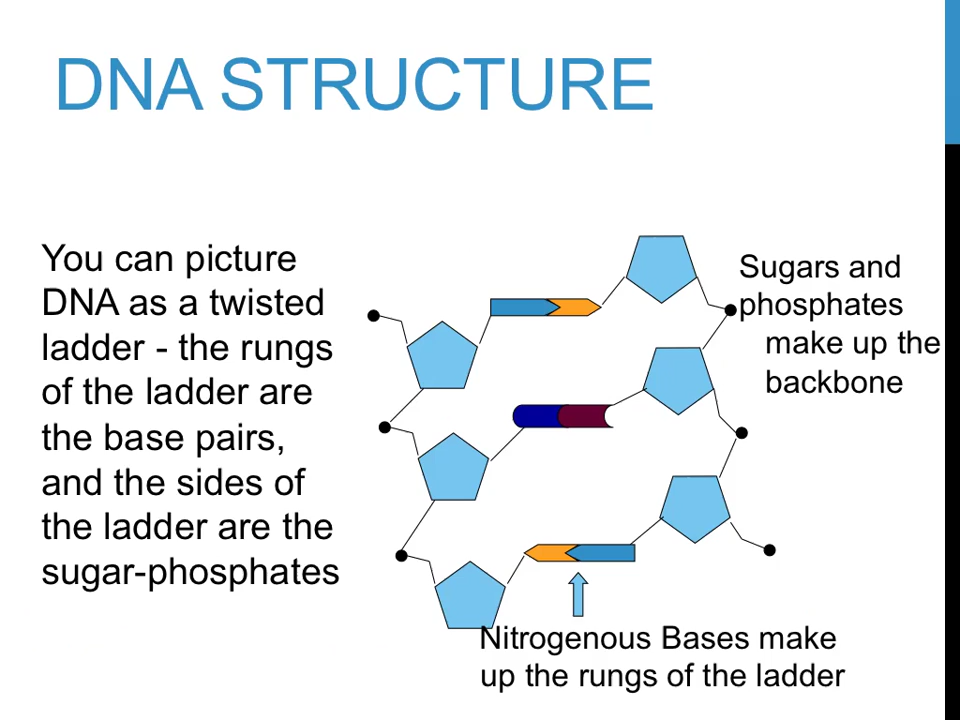 DNA STRUCTURE
You can picture
DNA as a twisted
ladder - the rungs
of the ladder are
the base pairs,
and the sides of
the ladder are the
sugar-phosphates
Sugars and
phosphates
make up the
backbone
Nitrogenous Bases make
up the rungs of the ladder